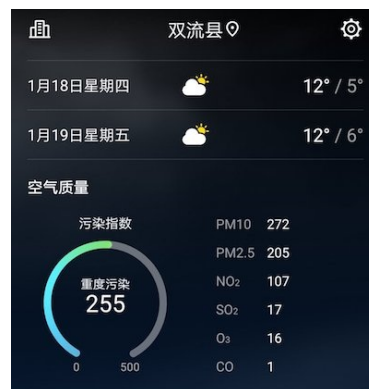 双流县
1月18日星期四 12° / 5°
1月19日星期五 12° / 6°
空气质量
污染指数
重度污染
255
0 500
PM10 272
PM2.5 205
NO₂ 107
SO₂ 17
O₃ 16
CO 1